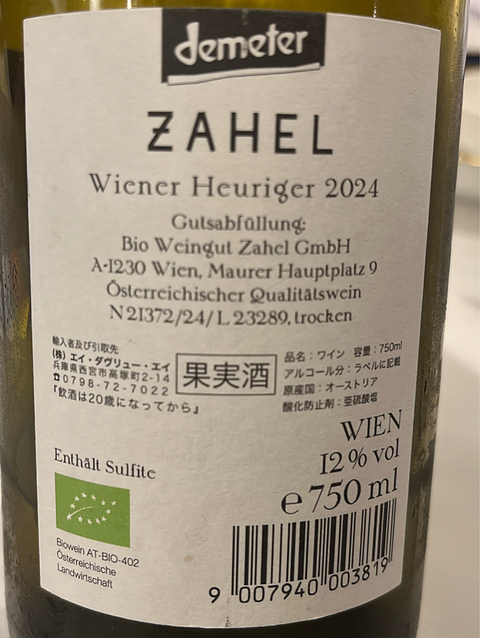 demeter
ZAHEL
Wiener Heuriger 2024
Gutsabfüllung:
Bio Weingut Zahel GmbH
A-1230 Wien, Maurer Hauptplatz 9
Österreichischer Qualitätswein
N 21372/24/ L 23289, trocken
輸入者及び引取先
(株) エイ・ダヴリュー・エイ
兵庫県西宮市高塚町2-14
☎0798-72-7022
「飲酒は20歳になってから」
果実酒
品名:ワイン 容量:750ml
アルコール分:ラベルに記載
原産国:オーストリア
酸化防止剤:亜硫酸塩
WIEN
12 % vol
e 750 ml
Enthält Sulfite
Biowein AT-BIO-402
Österreichische
Landwirtschaft
9 007940 003819